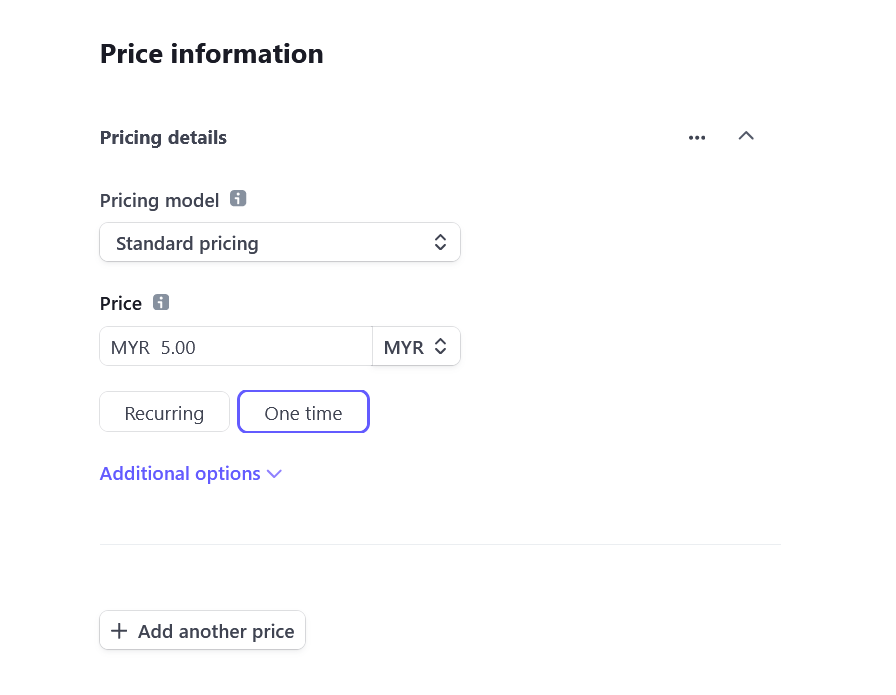 Price information
Pricing details
Pricing model
Standard pricing
Price
MYR 5.00 MYR
Recurring One time
Additional options
Add another price